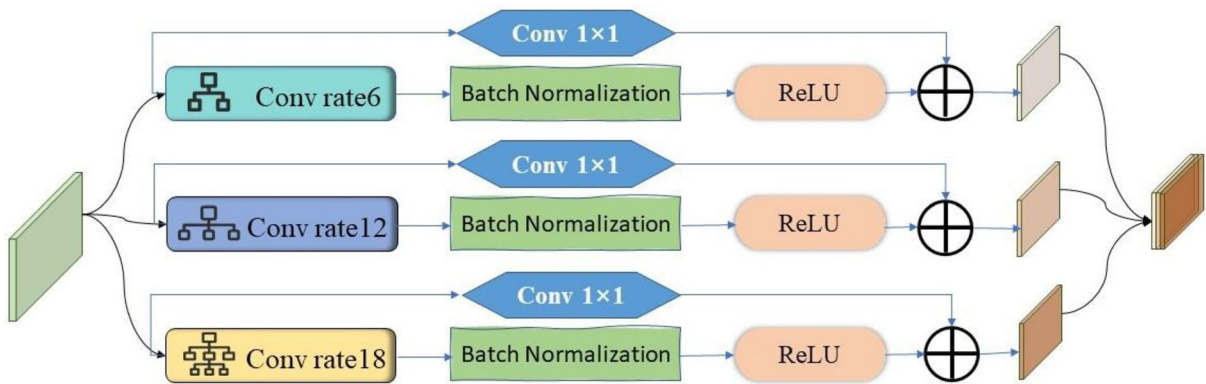 Conv 1×1
Conv rate6
Batch Normalization
ReLU
Conv 1×1
Conv rate12
Batch Normalization
ReLU
Conv 1×1
Conv rate18
Batch Normalization
ReLU